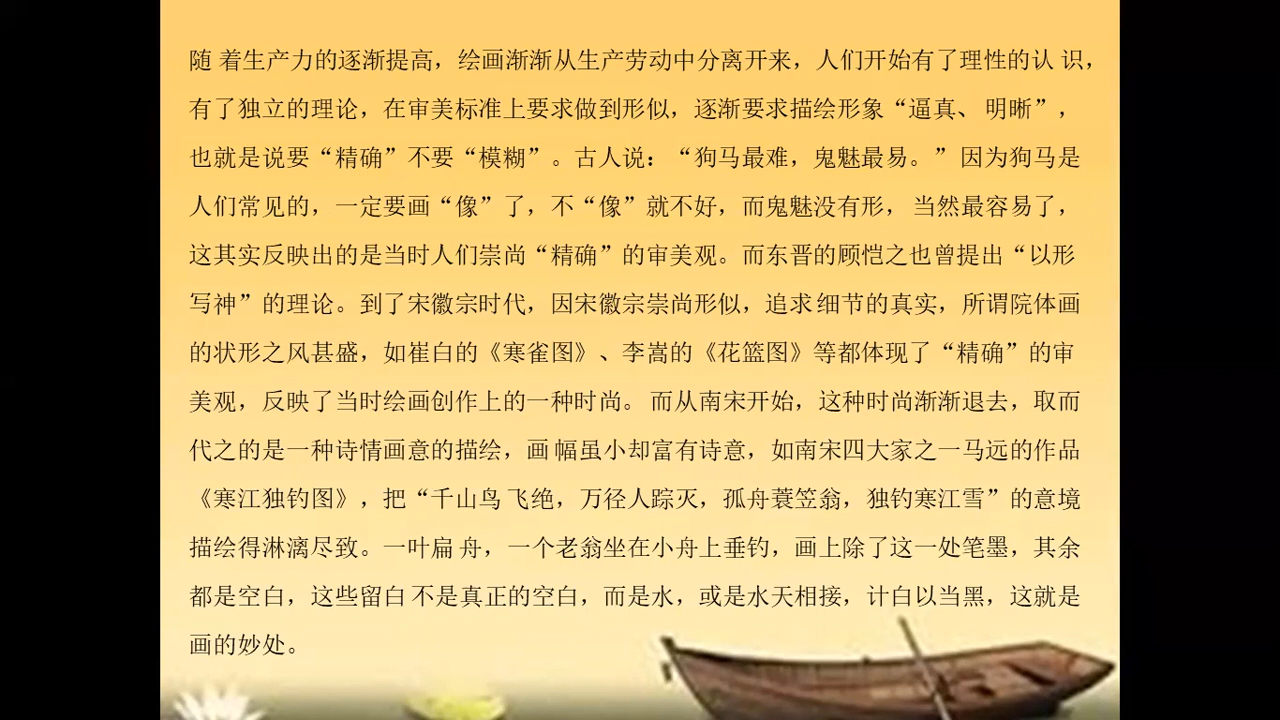 随 着生产力的逐渐提高，绘画渐渐从生产劳动中分离开来，人们开始有了理性的认 识，
有了独立的理论，在审美标准上要求做到形似，逐渐要求描绘形象“逼真、 明晰”，
也就是说要“精确”不要“模糊”。古人说：“狗马最难，鬼魅最易。” 因为狗马是
人们常见的，一定要画“像”了，不“像”就不好，而鬼魅没有形， 当然最容易了，
这其实反映出的是当时人们崇尚“精确”的审美观。而东晋的顾恺之也曾提出“以形
写神”的理论。到了宋徽宗时代，因宋徽宗崇尚形似，追求 细节的真实，所谓院体画
的状形之风甚盛，如崔白的《寒雀图》、李嵩的《花篮图》等都体现了“精确”的审
美观，反映了当时绘画创作上的一种时尚。 而从南宋开始，这种时尚渐渐退去，取而
代之的是一种诗情画意的描绘，画 幅虽小却富有诗意，如南宋四大家之一马远的作品
《寒江独钓图》，把“千山鸟 飞绝，万径人踪灭，孤舟蓑笠翁，独钓寒江雪”的意境
描绘得淋漓尽致。一叶扁 舟，一个老翁坐在小舟上垂钓，画上除了这一处笔墨，其余
都是空白，这些留白 不是真正的空白，而是水，或是水天相接，计白以当黑，这就是
画的妙处。